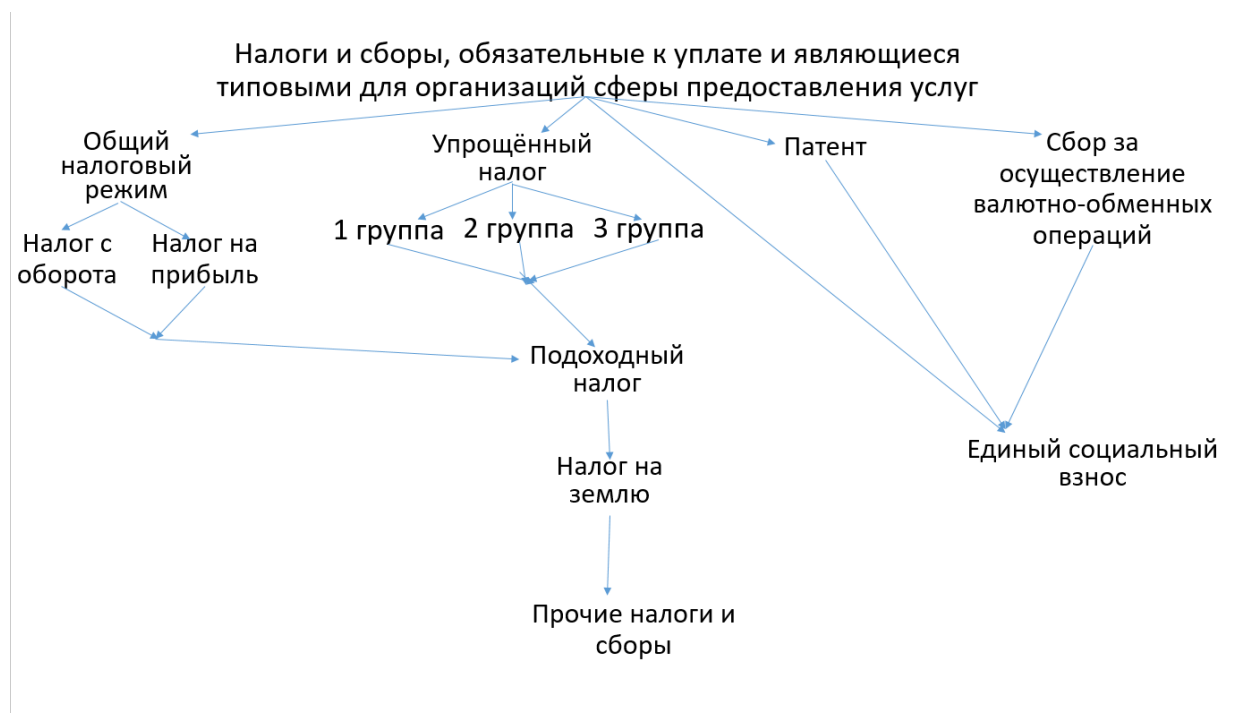 Налоги и сборы, обязательные к уплате и являющиеся
типовыми для организаций сферы предоставления услуг
Общий
налоговый
режим
Упрощённый
налог
Патент
Сбор за
осуществление
валютно-обменных
операций
Налог с
оборота
Налог на
прибыль
1 группа
2 группа
3 группа
Подоходный
налог
Единый социальный
взнос
Налог на
землю
Прочие налоги и
сборы